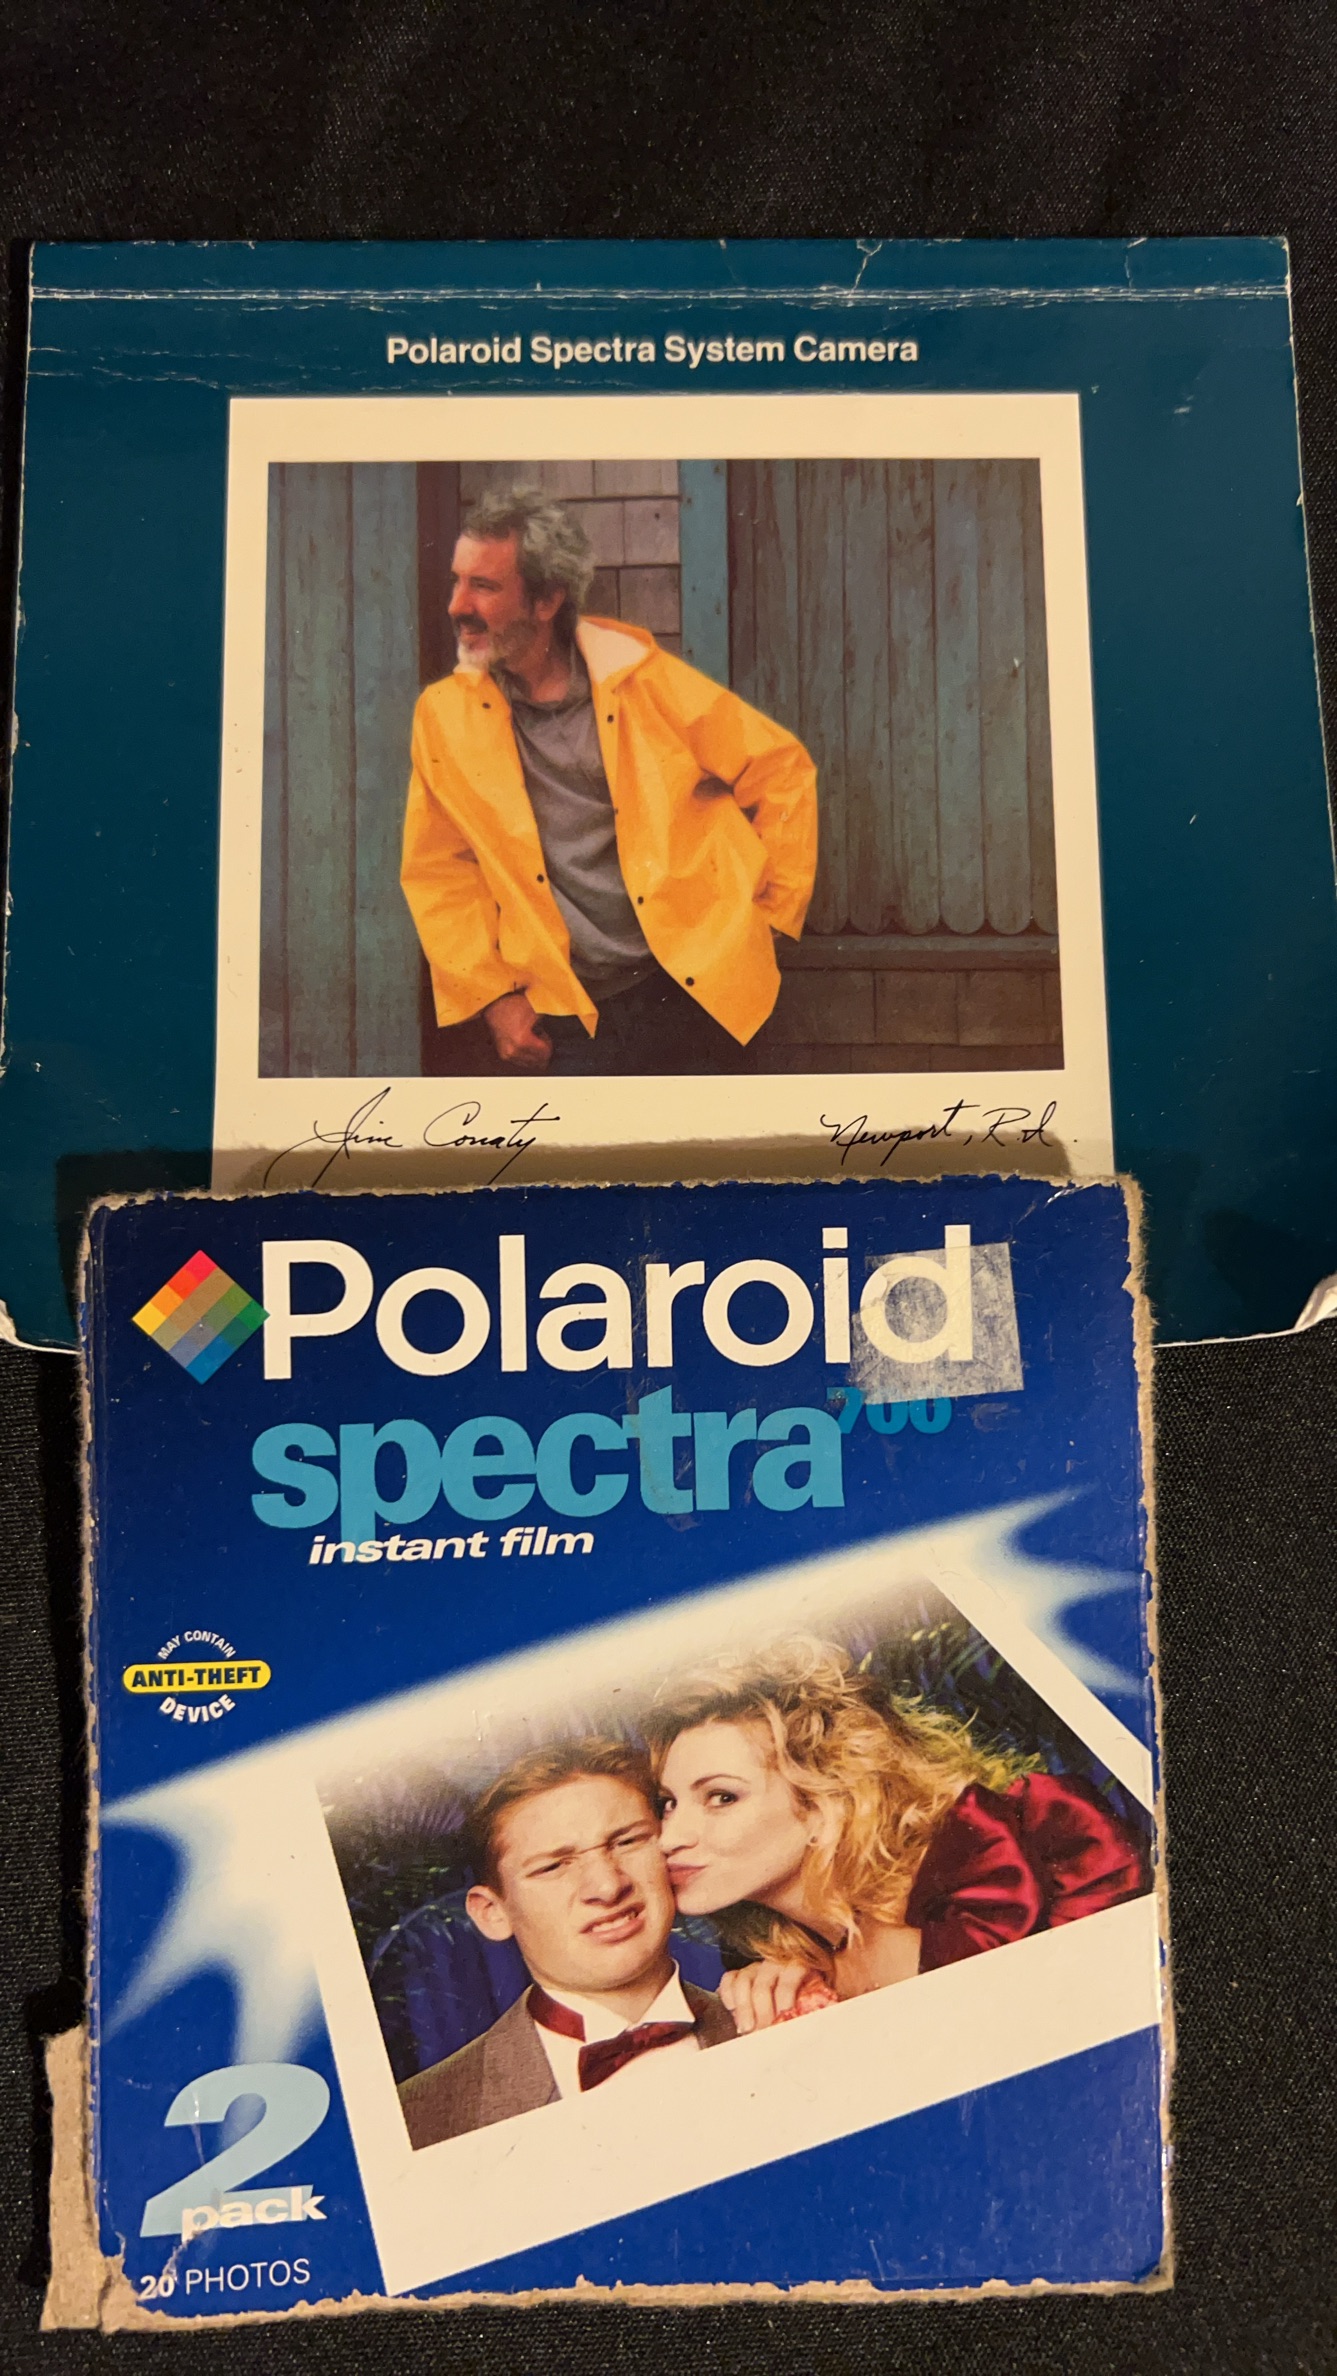 Polaroid Spectra System Camera
Jim Conaty
Newport, R.I.
Polaroid
spectra
instant film
MAY CONTAIN
ANTI-THEFT
DEVICE
2
pack
20 PHOTOS